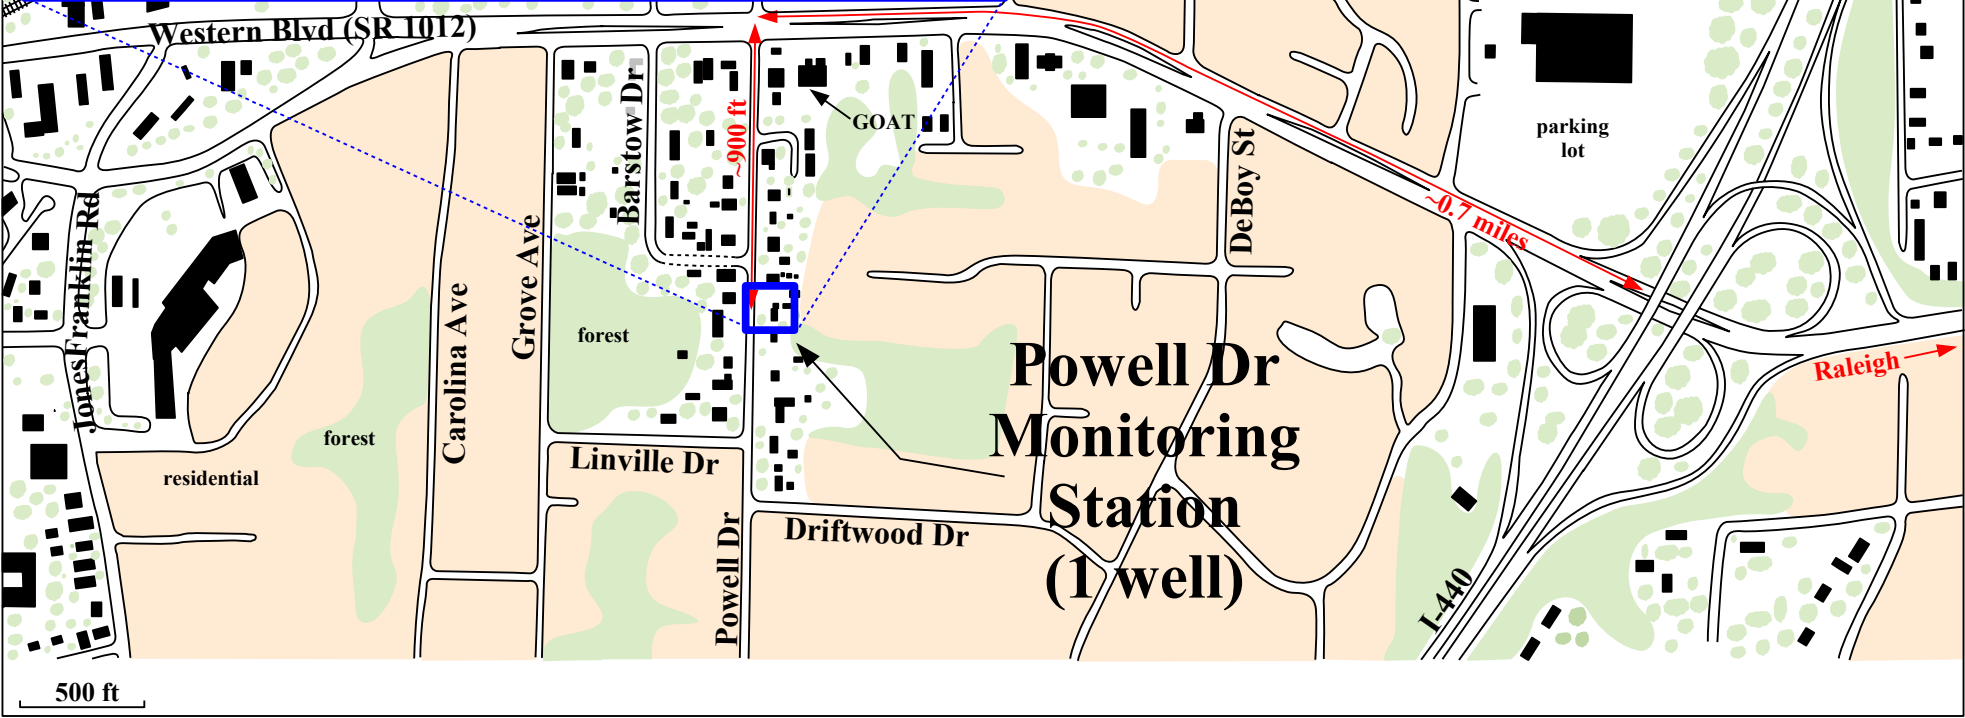 Western Blvd (SR 1012)
Barstow Dr
~900 ft
GOAT
parking
lot
DeBoy St
~0.7 miles
JonesFranklin Rd
Grove Ave
Carolina Ave
forest
Powell Dr
Monitoring
Station
(1 well)
Raleigh
forest
residential
Linville Dr
Driftwood Dr
Powell Dr
I-440
500 ft